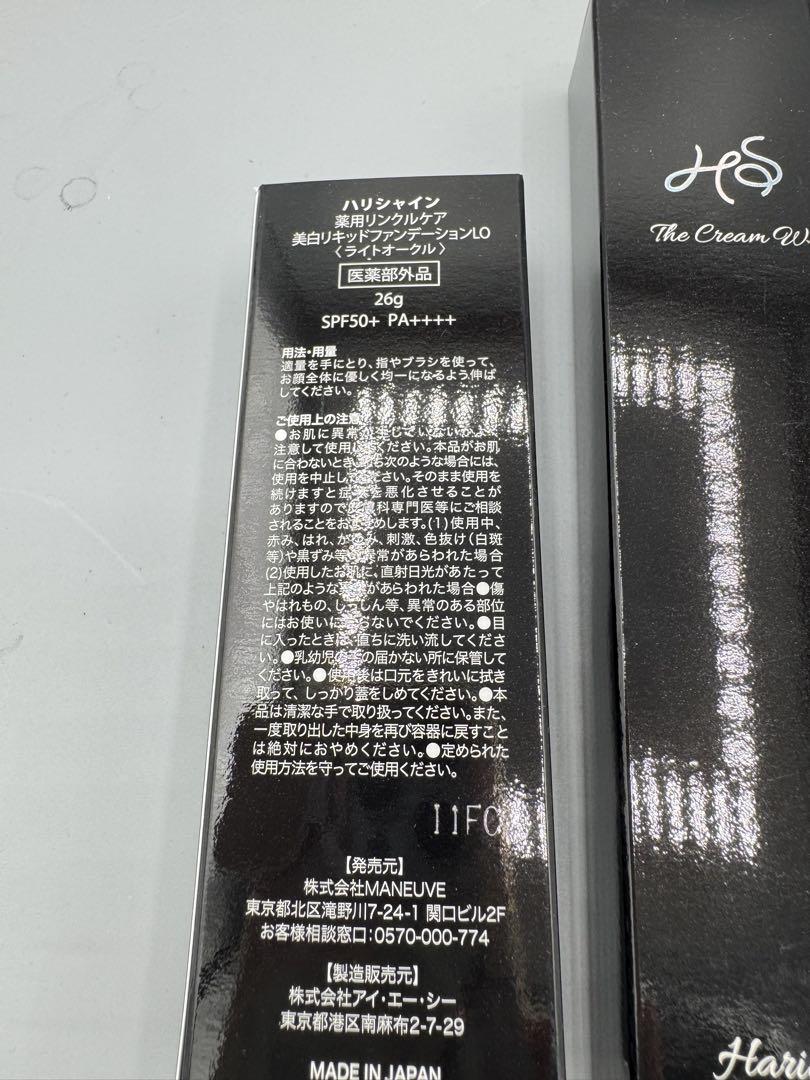 ハリシャイン
薬用リンクルケア
美白リキッドファンデーションLO
〈ライトオークル〉
医薬部外品
26g
SPF50+ PA++++
用法・用量
適量を手にとり、指やブラシを使って、
お顔全体に優しく均一になるよう伸ば
してください。
ご使用上の注意
●お肌に異常が生じていないかよく
注意して使用してください。本品がお肌
に合わないとき、即ち次のような場合には、
使用を中止してください。そのまま使用を
続けますと症状を悪化させることが
ありますので皮膚科専門医等にご相談
されることをおすすめします。(1)使用中、
赤み、はれ、かゆみ、刺激、色抜け(白斑
等)や黒ずみ等の異常があらわれた場合
(2)使用したお肌に、直射日光があたって
上記のような異常があらわれた場合●傷
やはれもの、しっしん等、異常のある部位
にはお使いにならないでください。●目
に入ったときは、直ちに洗い流してくださ
い。●乳幼児の手の届かない所に保管して
ください。●使用後は口元をきれいに拭き
取って、しっかり蓋をしめてください。●本
品は清潔な手で取り扱ってください。また、
一度取り出した中身を再び容器に戻すこと
は絶対におやめください。●定められた
使用方法を守ってご使用ください。
11FC
【発売元】
株式会社MANEUVE
東京都北区滝野川7-24-1 関口ビル2F
お客様相談窓口:0570-000-774
【製造販売元】
株式会社アイ・エー・シー
東京都港区南麻布2-7-29
MADE IN JAPAN
HS
The Cream
Hari